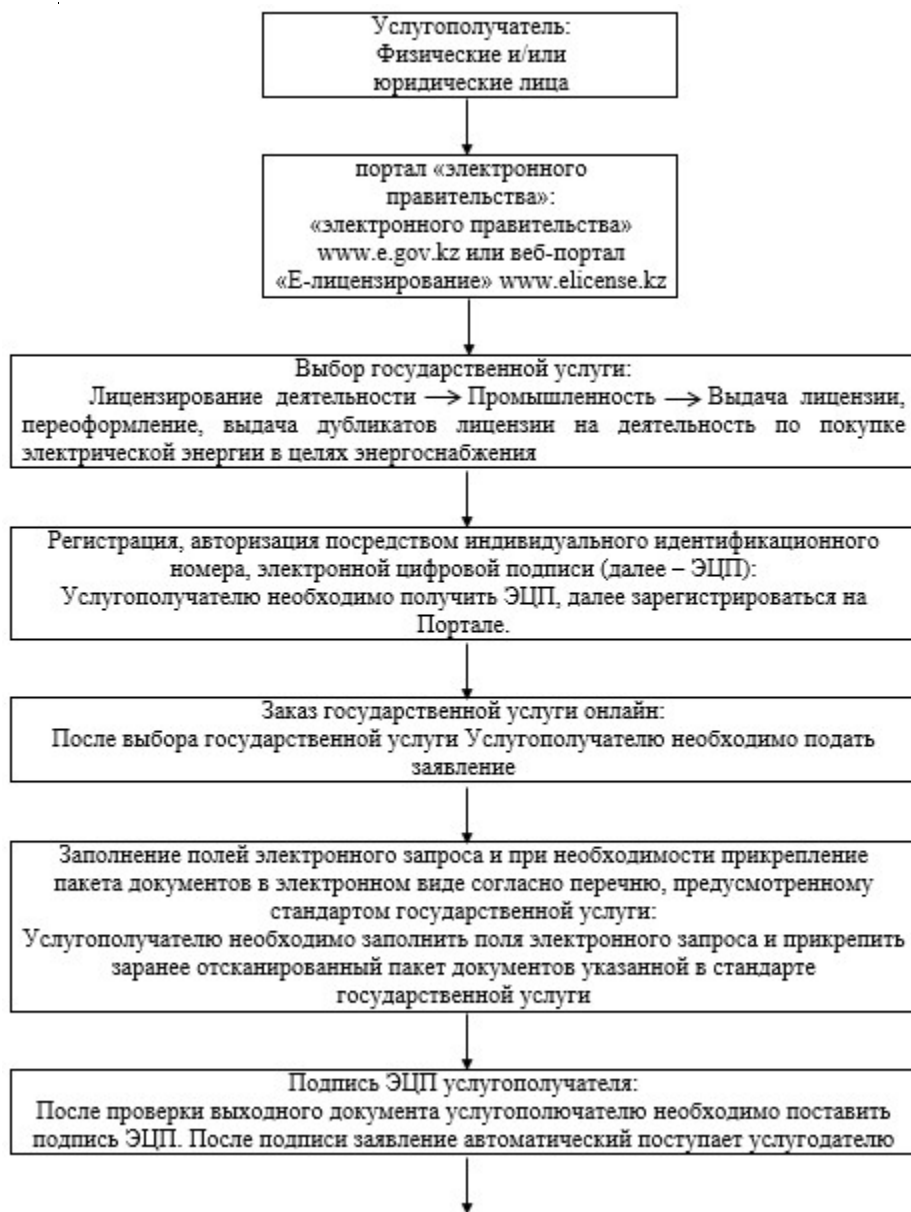 Услугополучатель:
Физические и/или
юридические лица
портал «электронного
правительства»:
«электронного правительства»
www.e.gov.kz или веб-портал
«Е-лицензирование» www.elicense.kz
Выбор государственной услуги:
Лицензирование деятельности → Промышленность → Выдача лицензии,
переоформление, выдача дубликатов лицензии на деятельность по покупке
электрической энергии в целях энергоснабжения
Регистрация, авторизация посредством индивидуального идентификационного
номера, электронной цифровой подписи (далее – ЭЦП):
Услугополучателю необходимо получить ЭЦП, далее зарегистрироваться на
Портале.
Заказ государственной услуги онлайн:
После выбора государственной услуги Услугополучателю необходимо подать
заявление
Заполнение полей электронного запроса и при необходимости прикрепление
пакета документов в электронном виде согласно перечню, предусмотренному
стандартом государственной услуги:
Услугополучателю необходимо заполнить поля электронного запроса и прикрепить
заранее отсканированный пакет документов указанной в стандарте
государственной услуги
Подпись ЭЦП услугополучателя:
После проверки выходного документа услугополючателю необходимо поставить
подпись ЭЦП. После подписи заявление автоматический поступает услугодателю